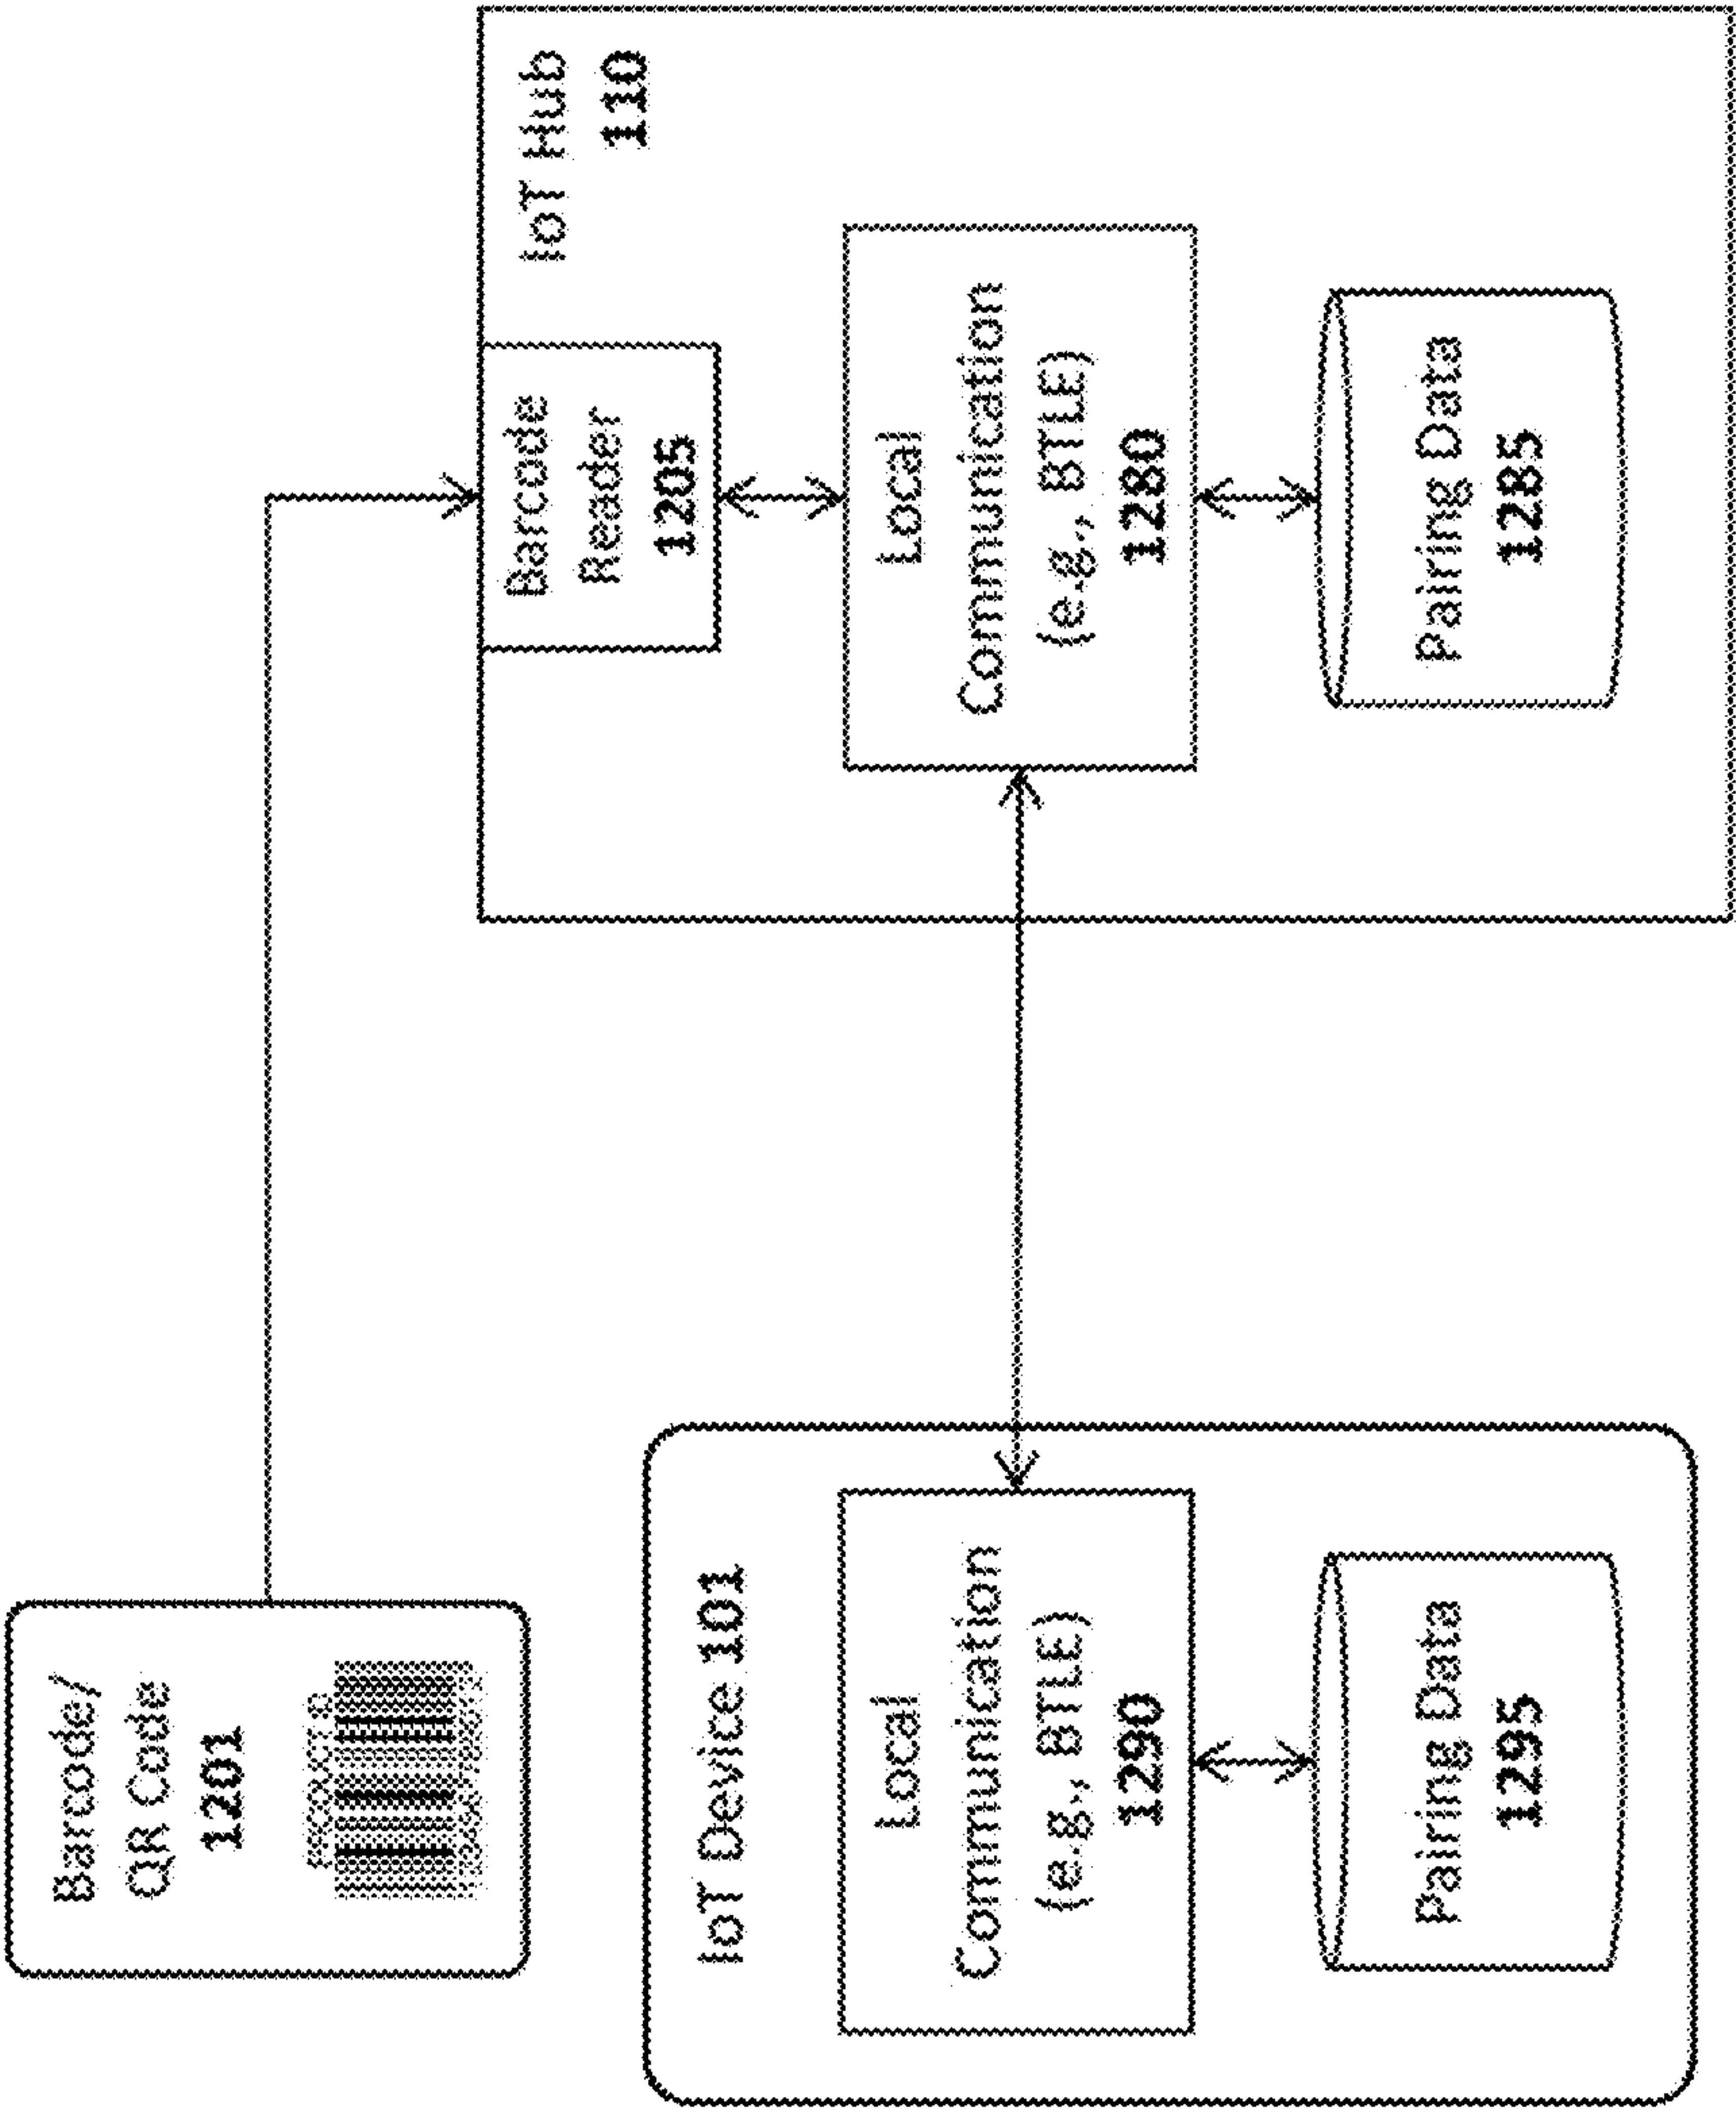 Barcode/
QR Code
1201
PRODUCT B
IoT Device 101
Local
Communication
(e.g., BTLE)
1290
Pairing Data
1295
IoT Hub
110
Barcode
Reader
1205
Local
Communication
(e.g., BTLE)
1280
Pairing Data
1285